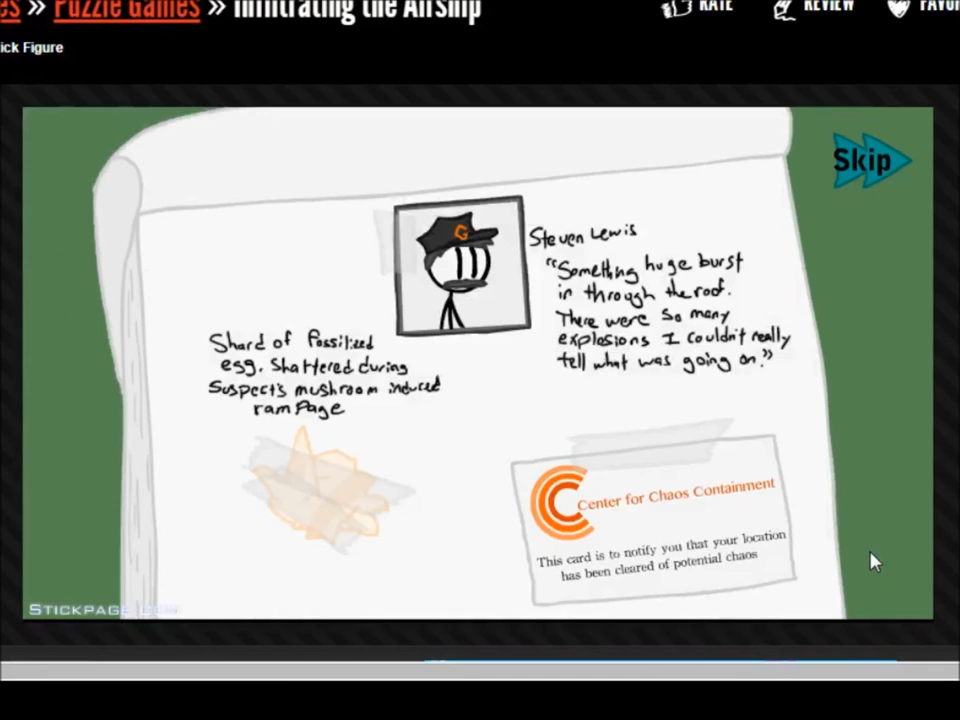 es » Puzzle Games » Infiltrating the Airship
RATE
REVIEW
FAVO
ick Figure
Skip
G
Steven Lewis
"Something huge burst
in through the roof.
There were so many
explosions I couldn't really
tell what was going on."
Shard of Fossilized
egg. Shattered during
Suspect's mushroom induced
rampage
Center for Chaos Containment
This card is to notify you that your location
has been cleared of potential chaos
STICKPAGE.COM